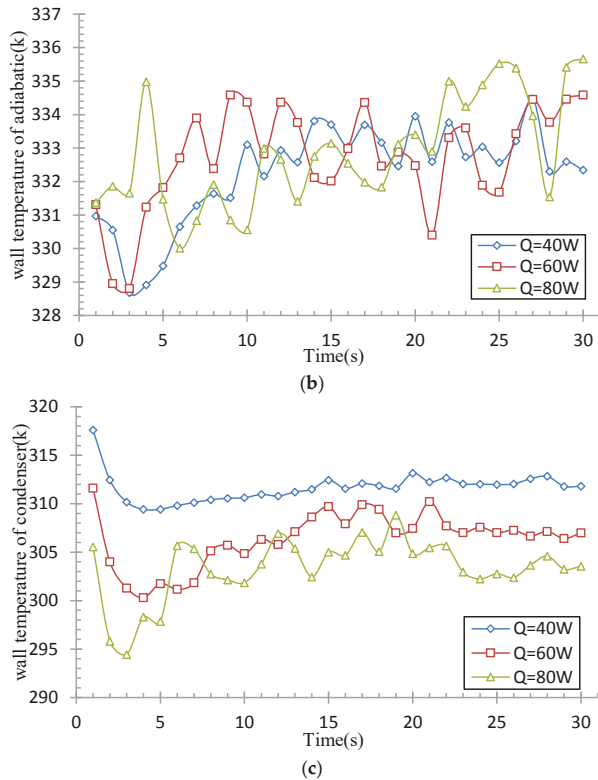 337
336
335
334
333
332
331
330
329
328
wall temperature of adiabatic(k)
0 5 10 15 20 25 30
Time(s)
Q=40W
Q=60W
Q=80W
(b)
320
315
310
305
300
295
290
wall temperature of condenser(k)
0 5 10 15 20 25 30
Time(s)
Q=40W
Q=60W
Q=80W
(c)